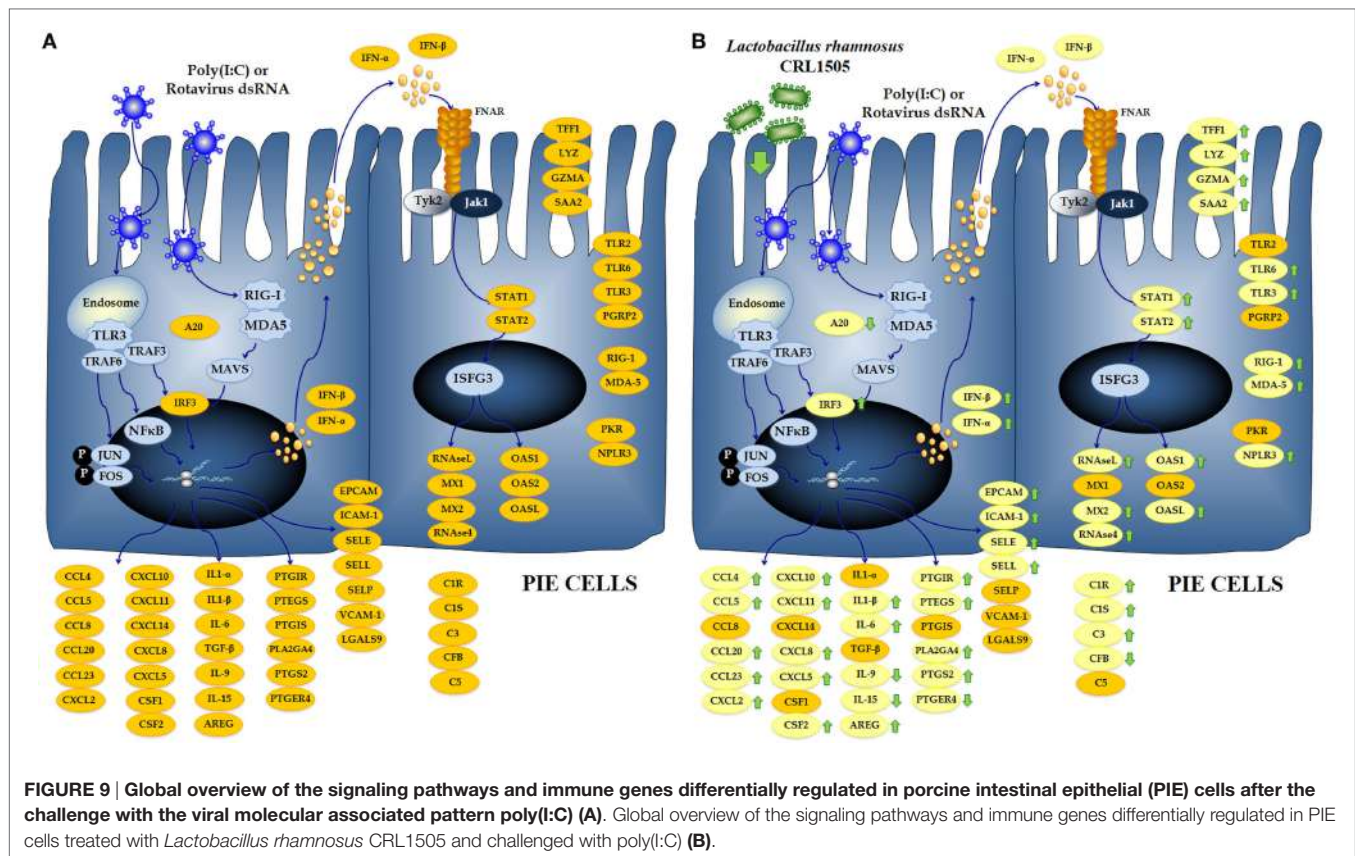 A
IFN-α
IFN-β
Poly(I:C) or
Rotavirus dsRNA
FNAR
Tyk2
Jak1
TFF1
LYZ
GZMA
SAA2
TLR2
TLR6
TLR3
PGRP2
RIG-1
MDA-5
PKR
NPLR3
Endosome
TLR3
TRAF6
TRAF3
A20
RIG-I
MDA5
MAVS
IRF3
NFκB
P
JUN
P
FOS
IFN-β
IFN-α
STAT1
STAT2
ISFG3
RNAseL
MX1
MX2
RNAse4
OAS1
OAS2
OASL
EPCAM
ICAM-1
SELE
SELL
SELP
VCAM-1
LGALS9
PIE CELLS
CCL4
CCL5
CCL8
CCL20
CCL23
CXCL2
CXCL10
CXCL11
CXCL14
CXCL8
CXCL5
CSF1
CSF2
IL1-α
IL1-β
IL-6
TGF-β
IL-9
IL-15
AREG
PTGIR
PTEGS
PTGIS
PLA2GA4
PTGS2
PTGER4
C1R
C1S
C3
CFB
C5
B
Lactobacillus rhamnosus
CRL1505
Poly(I:C) or
Rotavirus dsRNA
IFN-α
IFN-β
FNAR
Tyk2
Jak1
TFF1
LYZ
GZMA
SAA2
TLR2
TLR6
TLR3
PGRP2
RIG-1
MDA-5
PKR
NPLR3
Endosome
TLR3
TRAF6
TRAF3
A20
RIG-I
MDA5
MAVS
IRF3
NFκB
P
JUN
P
FOS
IFN-β
IFN-α
STAT1
STAT2
ISFG3
RNAseL
MX1
MX2
RNAse4
OAS1
OAS2
OASL
EPCAM
ICAM-1
SELE
SELL
SELP
VCAM-1
LGALS9
PIE CELLS
CCL4
CCL5
CCL8
CCL20
CCL23
CXCL2
CXCL10
CXCL11
CXCL14
CXCL8
CXCL5
CSF1
CSF2
IL1-α
IL1-β
IL-6
TGF-β
IL-9
IL-15
AREG
PTGIR
PTEGS
PTGIS
PLA2GA4
PTGS2
PTGER4
C1R
C1S
C3
CFB
C5
FIGURE 9 | Global overview of the signaling pathways and immune genes differentially regulated in porcine intestinal epithelial (PIE) cells after the
challenge with the viral molecular associated pattern poly(I:C) (A). Global overview of the signaling pathways and immune genes differentially regulated in PIE
cells treated with Lactobacillus rhamnosus CRL1505 and challenged with poly(I:C) (B).